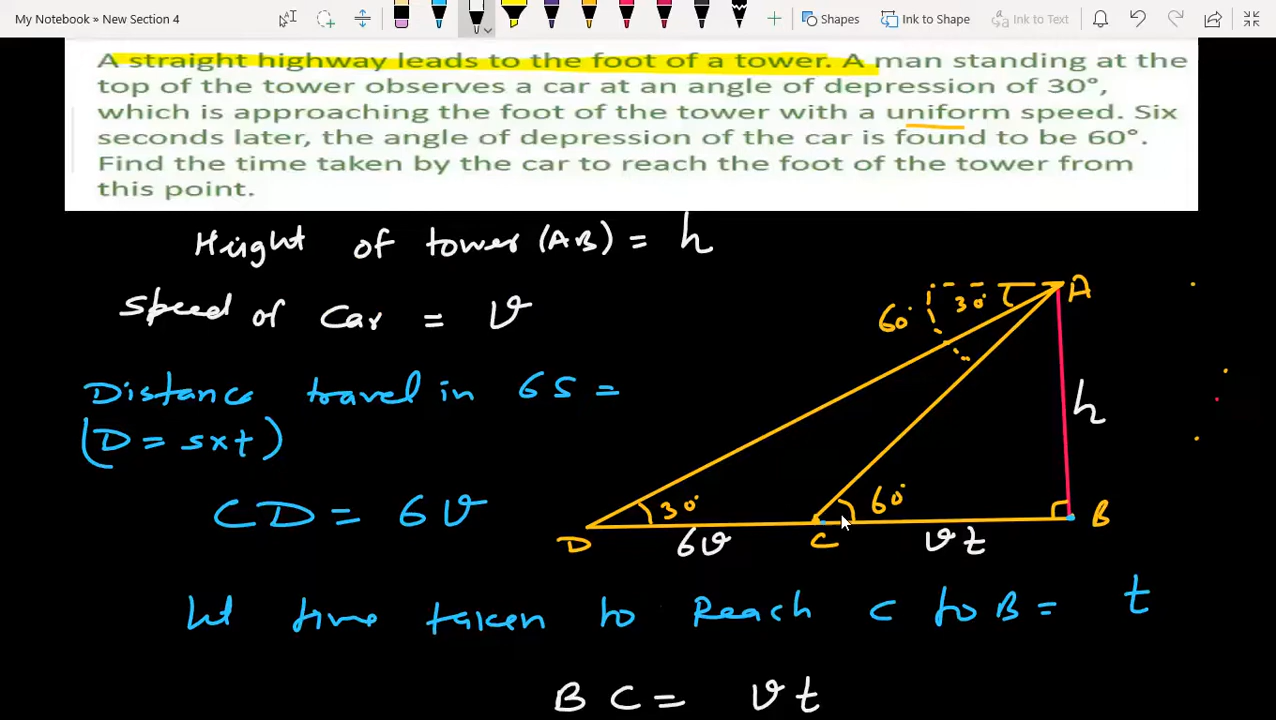 My Notebook » New Section 4
Shapes
Ink to Shape
Ink to Text
A straight highway leads to the foot of a tower. A man standing at the
top of the tower observes a car at an angle of depression of 30°,
which is approaching the foot of the tower with a uniform speed. Six
seconds later, the angle of depression of the car is found to be 60°.
Find the time taken by the car to reach the foot of the tower from
this point.
Height of tower (AB) = h
Speed of Car = v
Distance travel in 6S =
(D = s×t)
CD = 6v
60° 30° A
h
30° 60° B
D 6v C vt
let time taken to Reach C to B = t
BC = vt